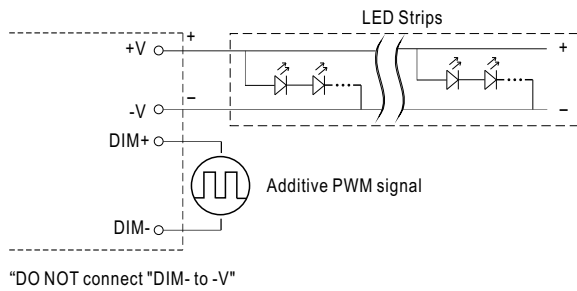 LED Strips
+V
+
+
-V
−
−
DIM+
Additive PWM signal
DIM-
“DO NOT connect "DIM- to -V"